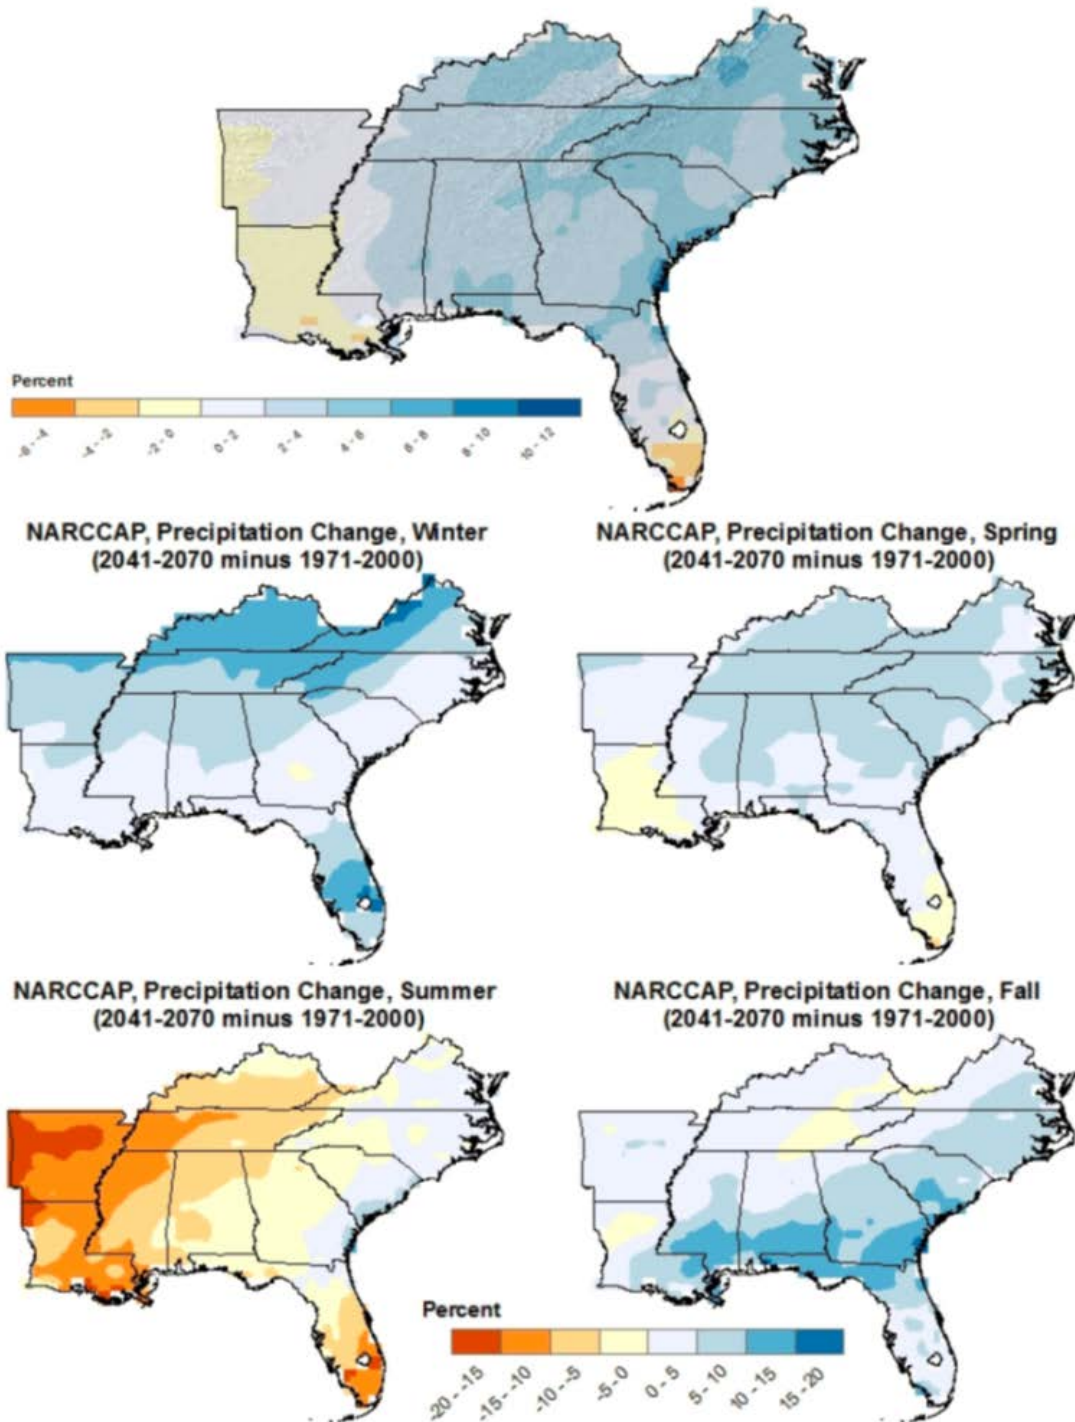 Percent
-6 - -4
-4 - -2
-2 - 0
0 - 2
2 - 4
4 - 6
6 - 8
8 - 10
10 - 12
NARCCAP, Precipitation Change, Winter
(2041-2070 minus 1971-2000)
NARCCAP, Precipitation Change, Spring
(2041-2070 minus 1971-2000)
NARCCAP, Precipitation Change, Summer
(2041-2070 minus 1971-2000)
NARCCAP, Precipitation Change, Fall
(2041-2070 minus 1971-2000)
Percent
-20 - -15
-15 - -10
-10 - -5
-5 - 0
0 - 5
5 - 10
10 - 15
15 - 20